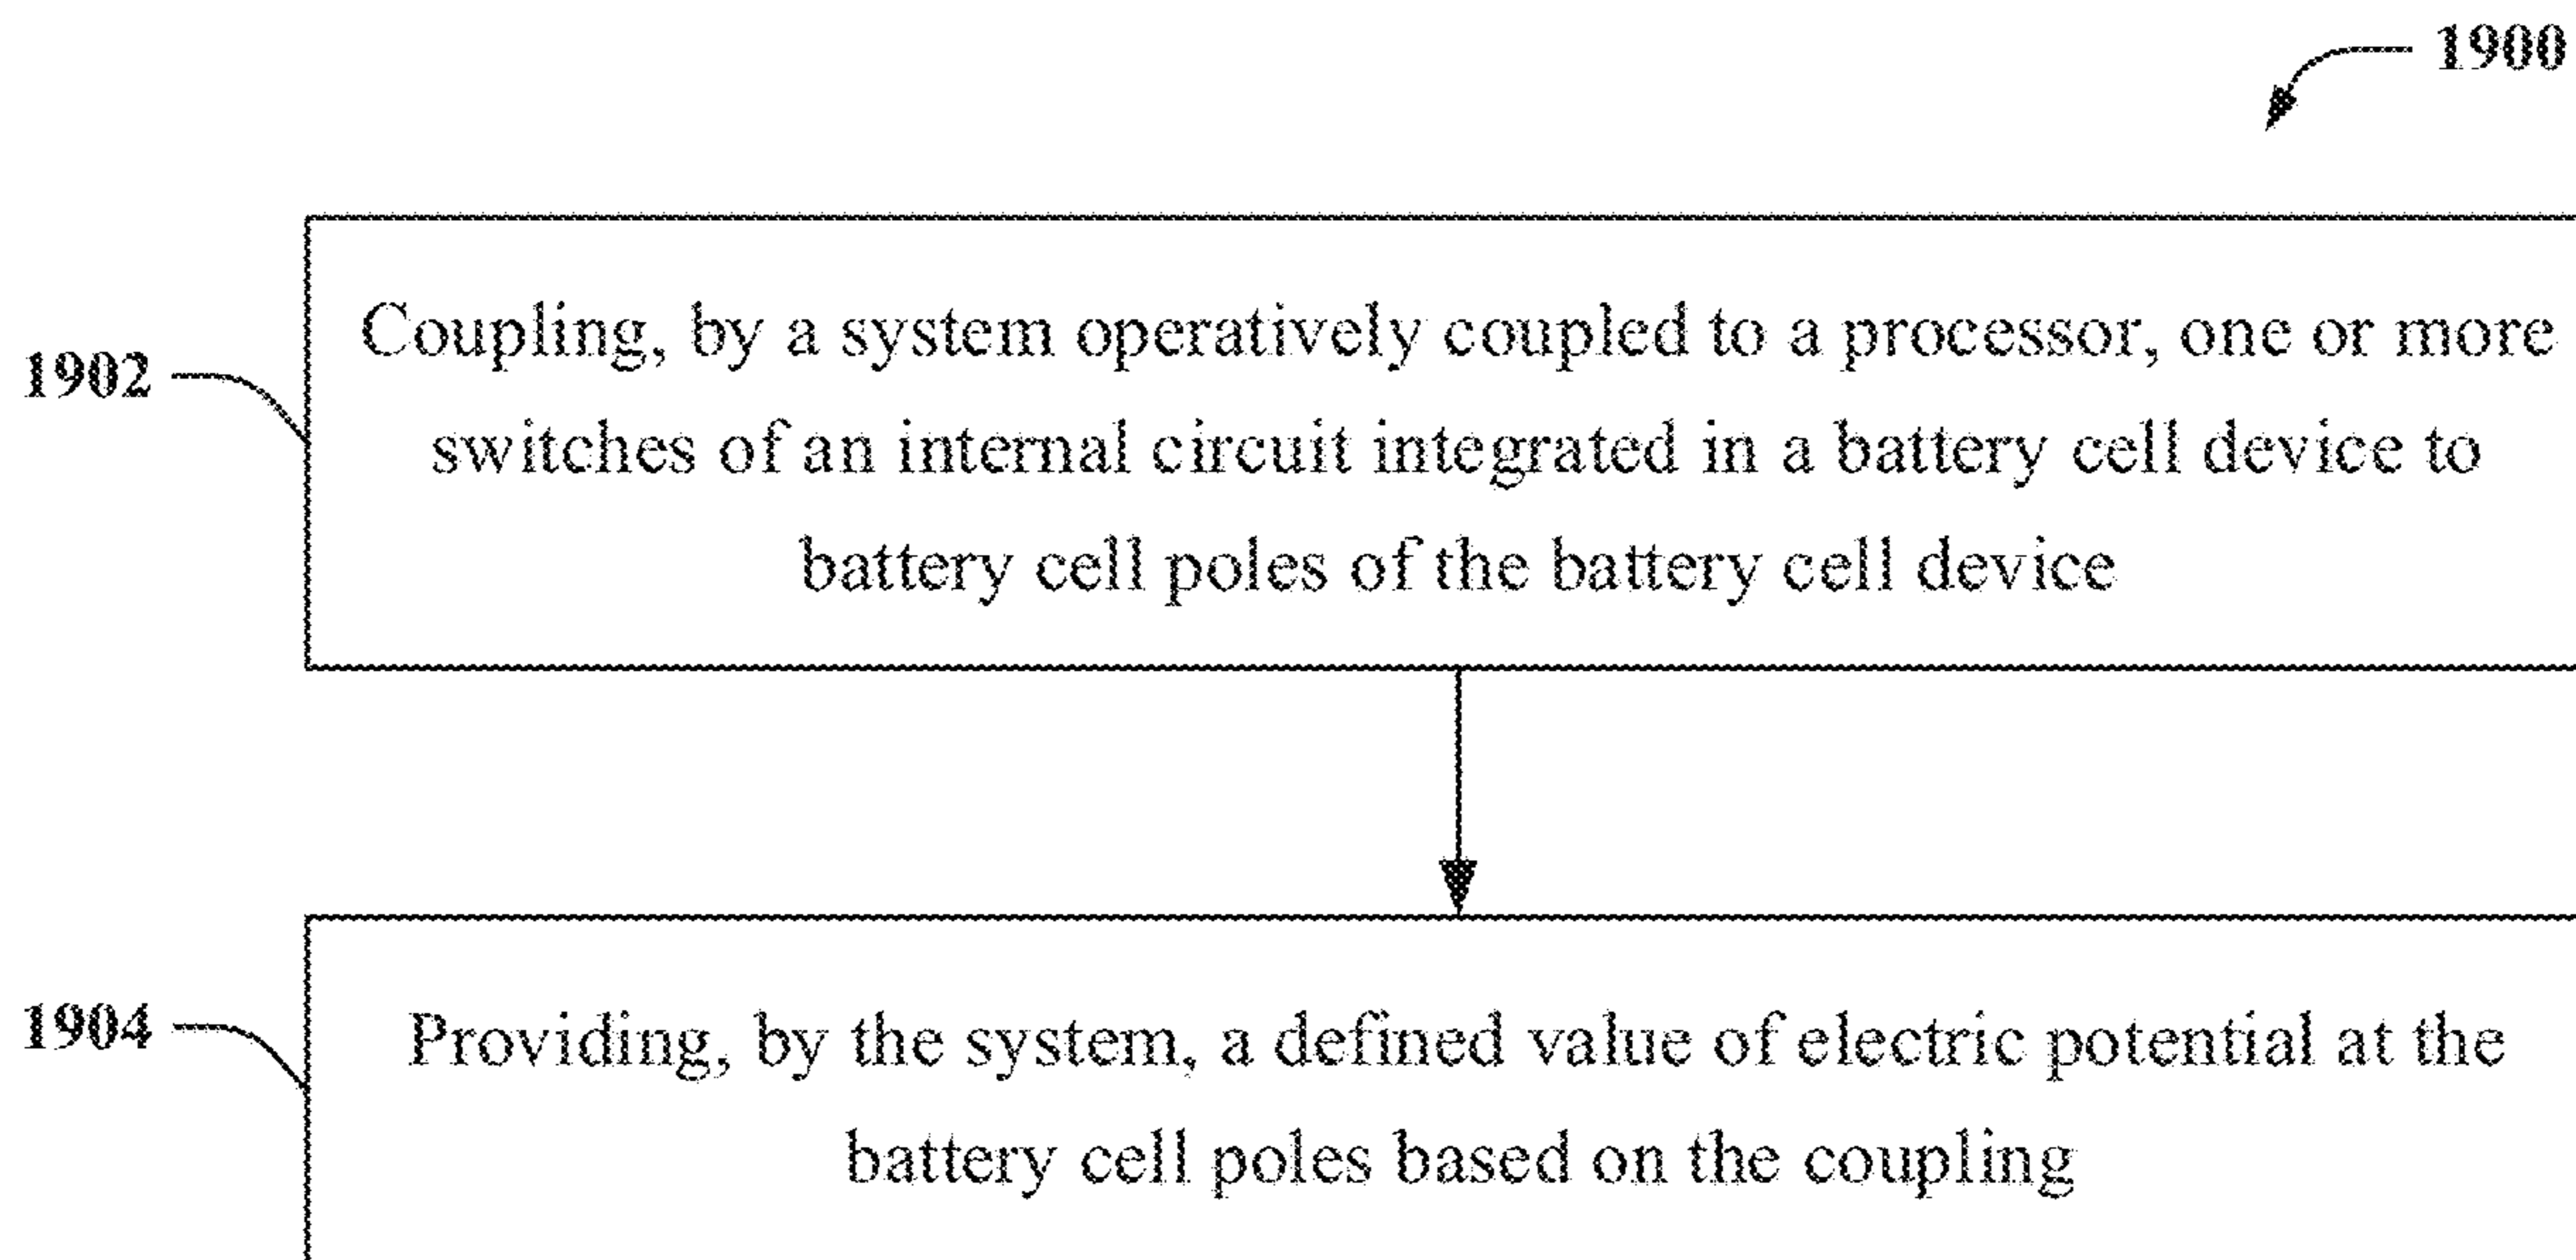 1900
1902
Coupling, by a system operatively coupled to a processor, one or more
switches of an internal circuit integrated in a battery cell device to
battery cell poles of the battery cell device
1904
Providing, by the system, a defined value of electric potential at the
battery cell poles based on the coupling